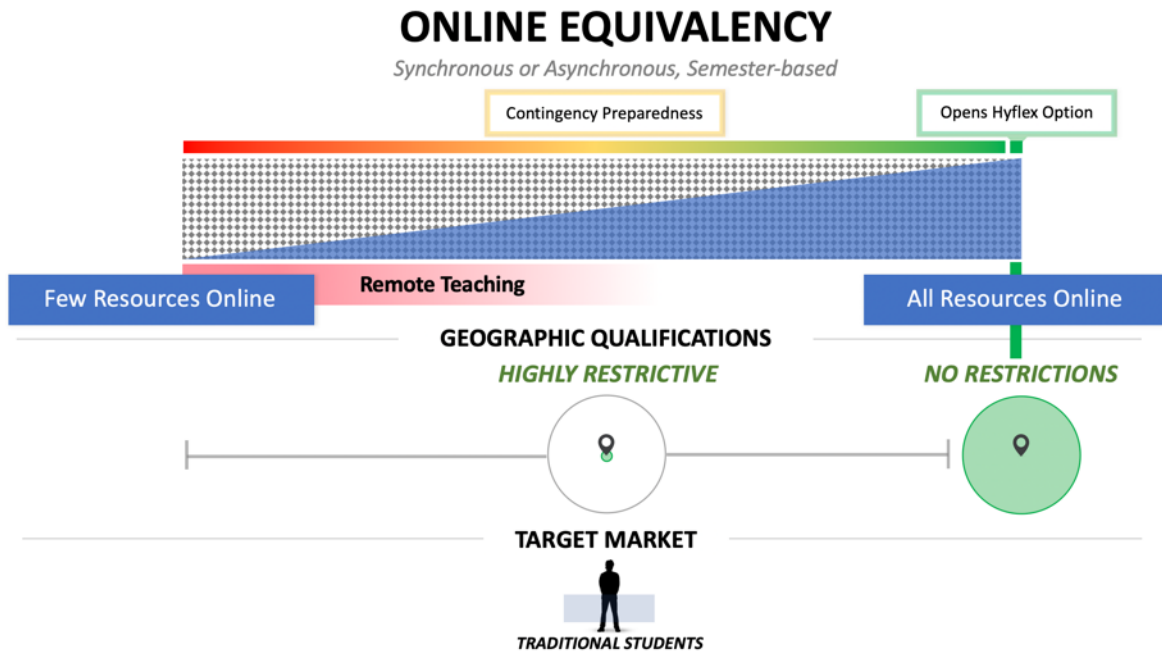 ONLINE EQUIVALENCY
Synchronous or Asynchronous, Semester-based
Contingency Preparedness
Opens Hyflex Option
Few Resources Online
Remote Teaching
All Resources Online
GEOGRAPHIC QUALIFICATIONS
HIGHLY RESTRICTIVE
NO RESTRICTIONS
TARGET MARKET
TRADITIONAL STUDENTS